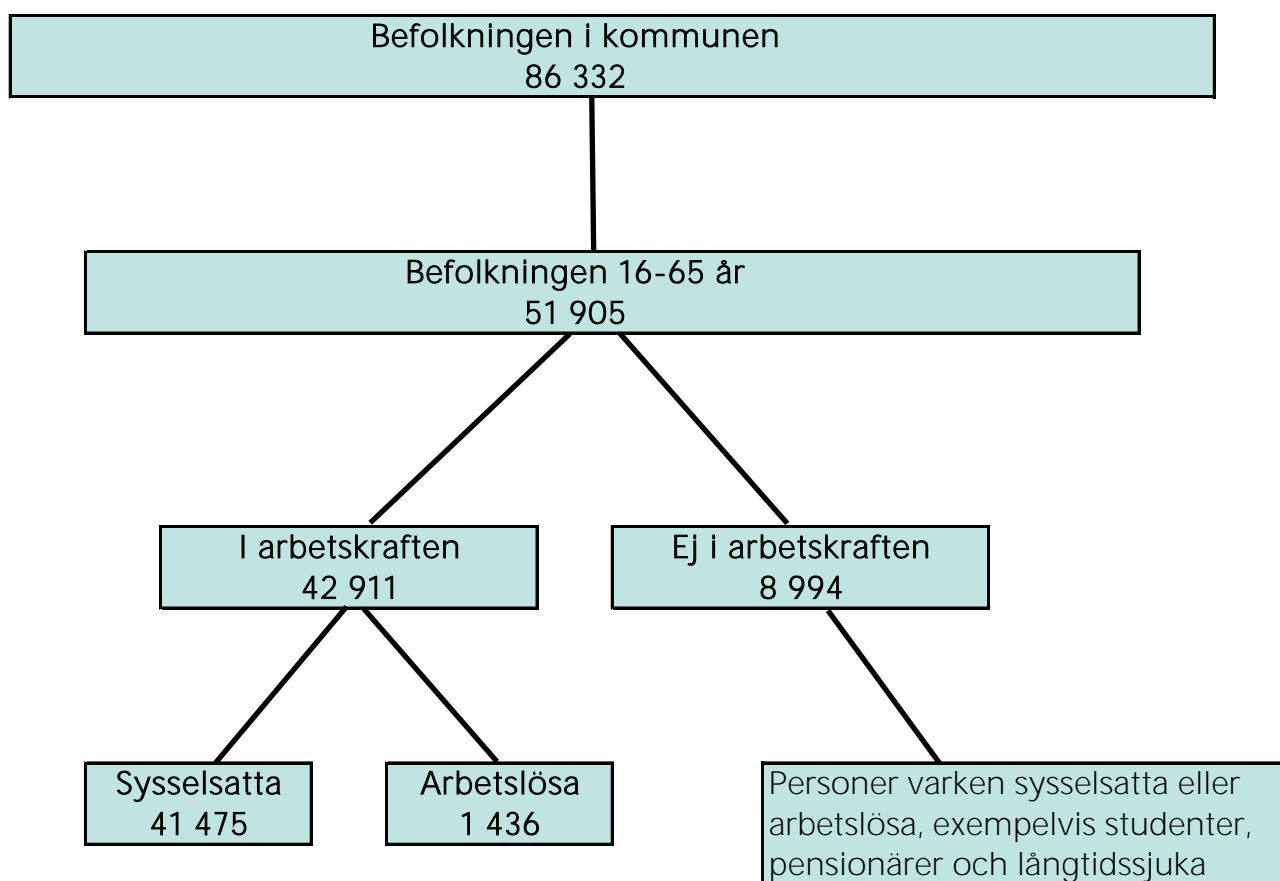 Befolkningen i kommunen
86 332
Befolkningen 16-65 år
51 905
I arbetskraften
42 911
Ej i arbetskraften
8 994
Sysselsatta
41 475
Arbetslösa
1 436
Personer varken sysselsatta eller
arbetslösa, exempelvis studenter,
pensionärer och långtidssjuka